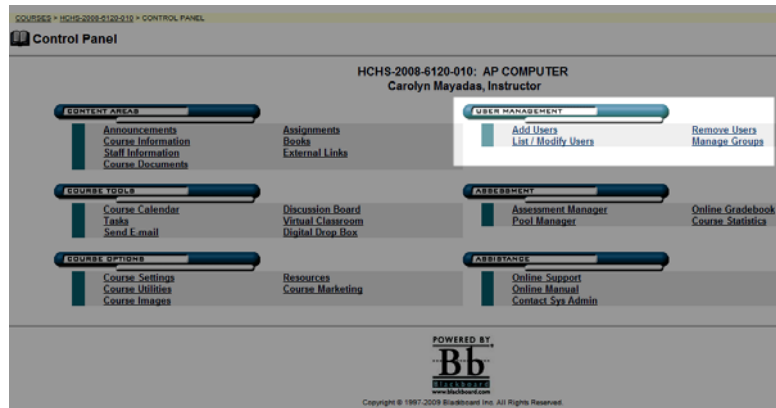 COURSES > HCHS-2008-6120-010 > CONTROL PANEL
Control Panel
HCHS-2008-6120-010: AP COMPUTER
Carolyn Mayadas, Instructor
CONTENT AREAS
Announcements Assignments
Course Information Books
Staff Information External Links
Course Documents
USER MANAGEMENT
Add Users Remove Users
List / Modify Users Manage Groups
COURSE TOOLS
Course Calendar Discussion Board
Tasks Virtual Classroom
Send E-mail Digital Drop Box
ASSESSMENT
Assessment Manager Online Gradebook
Pool Manager Course Statistics
COURSE OPTIONS
Course Settings Resources
Course Utilities Course Marketing
Course Images
ASSISTANCE
Online Support
Online Manual
Contact Sys Admin
POWERED BY
Bb
Blackboard
www.blackboard.com
Copyright © 1997-2009 Blackboard Inc. All Rights Reserved.